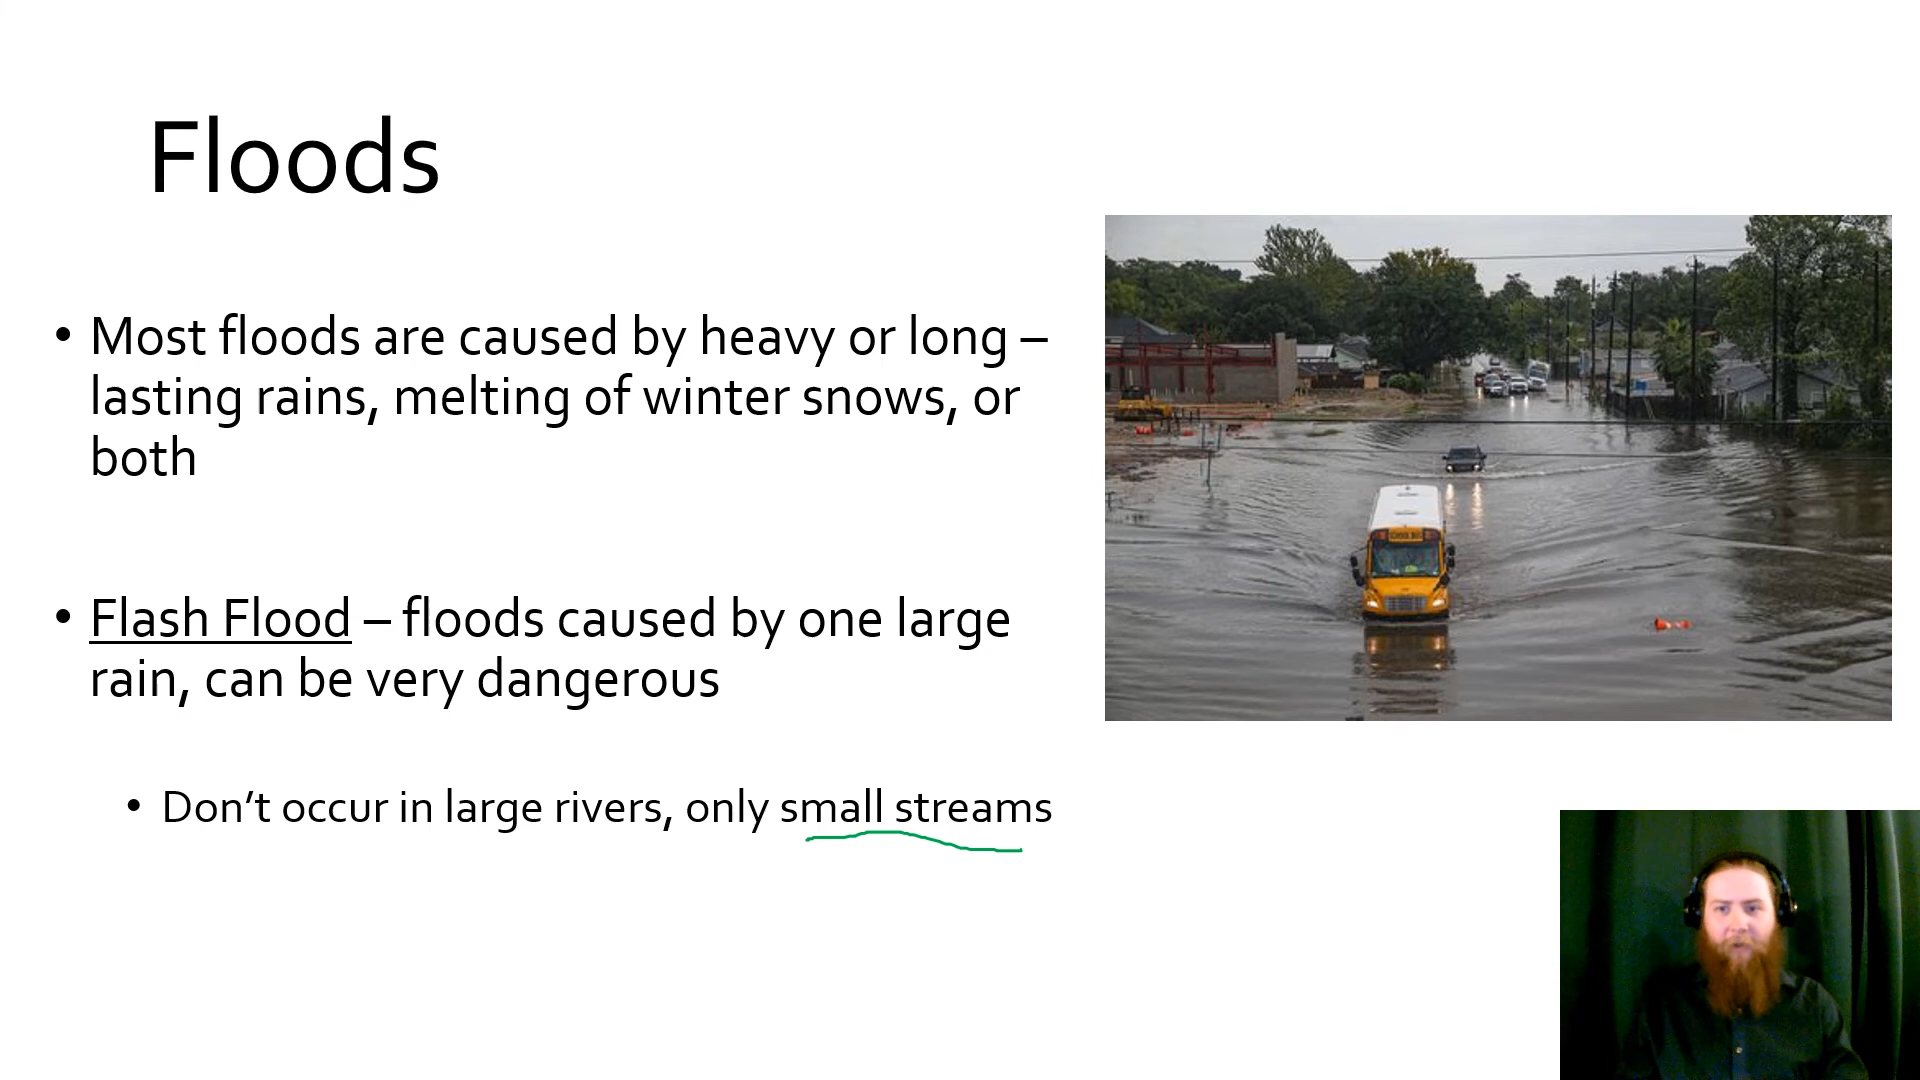 Floods
• Most floods are caused by heavy or long –
lasting rains, melting of winter snows, or
both
• Flash Flood – floods caused by one large
rain, can be very dangerous
• Don’t occur in large rivers, only small streams